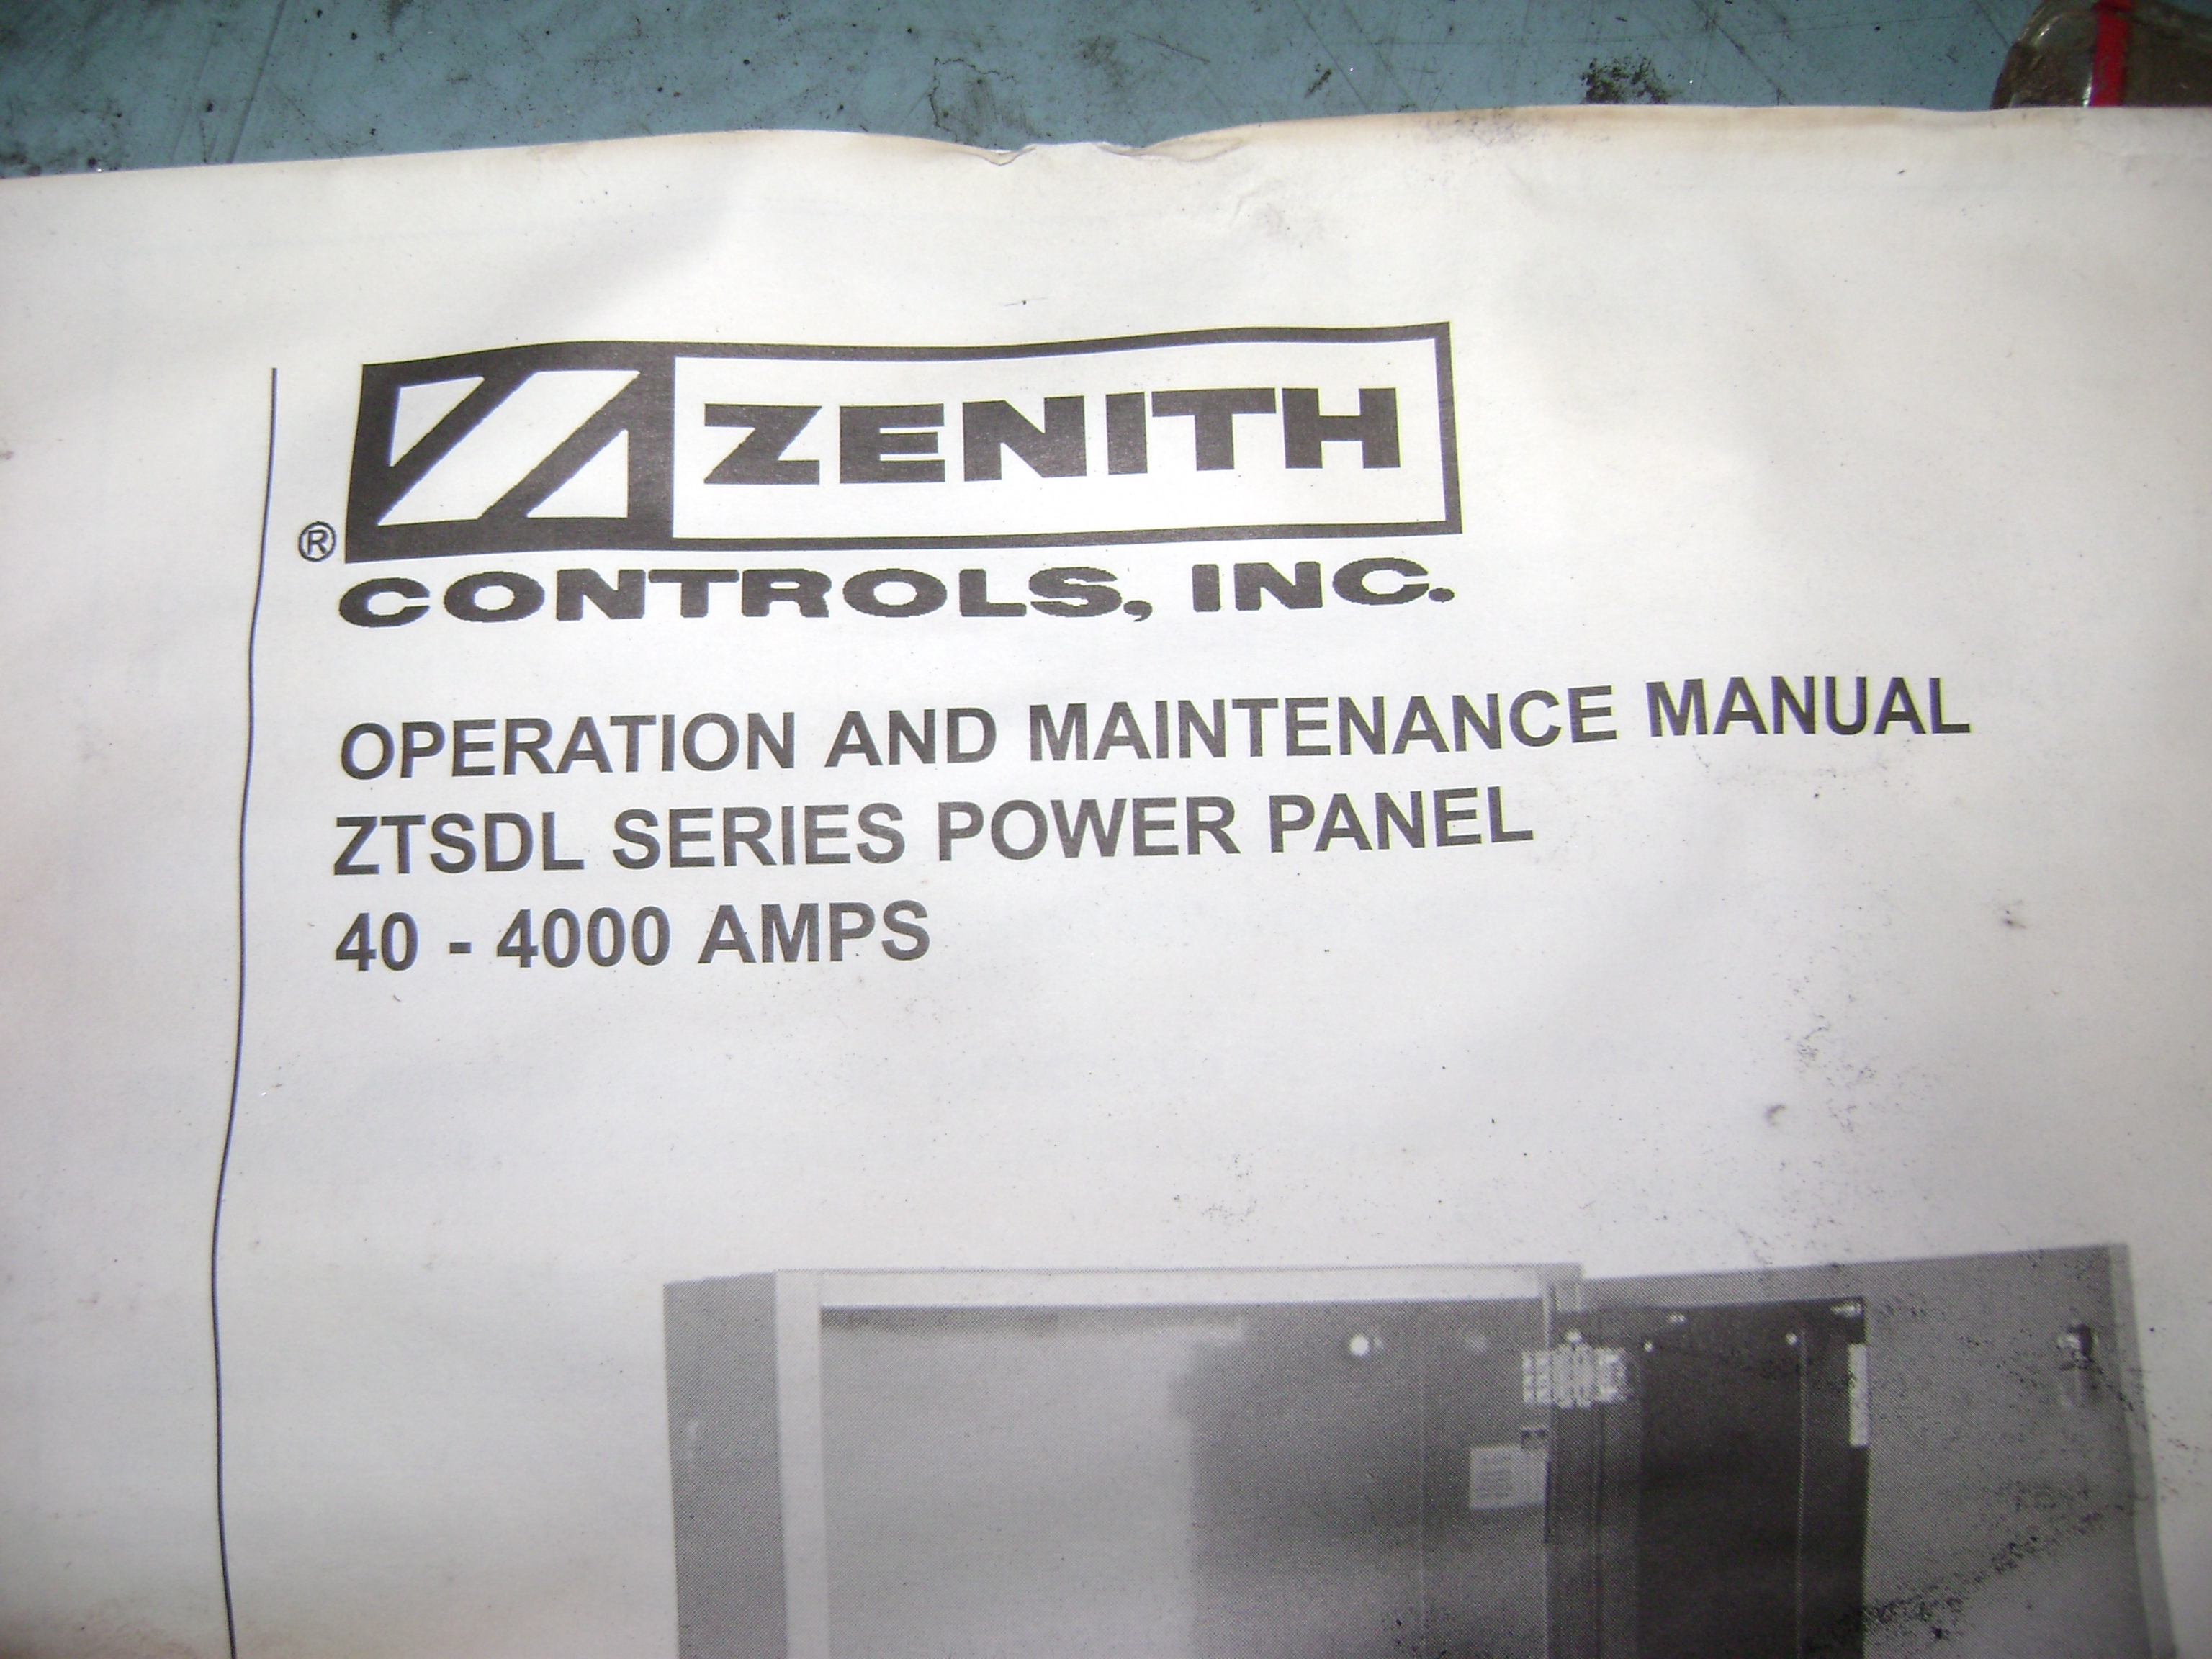 ZENITH
®
CONTROLS, INC.
OPERATION AND MAINTENANCE MANUAL
ZTSDL SERIES POWER PANEL
40 - 4000 AMPS